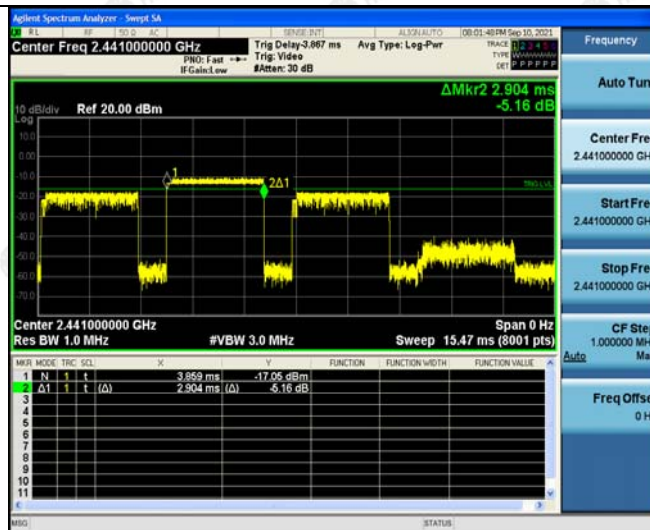 Agilent Spectrum Analyzer - Swept SA
RL RF 50 Ω AC SENSE:INT ALIGNAUTO 08:01:48 PM Sep 10, 2021
Center Freq 2.441000000 GHz
PNO: Fast
IFGain:Low
Trig Delay-3.867 ms
Trig: Video
#Atten: 30 dB
Avg Type: Log-Pwr
TRACE 1 2 3 4 5 6
TYPE
DET P P P P P P
ΔMkr2 2.904 ms
-5.16 dB
10 dB/div Ref 20.00 dBm
Log
10.0
0.00
-10.0
-20.0
-30.0
-40.0
-50.0
-60.0
-70.0
1
2Δ1
TRIG LVL
Center 2.441000000 GHz Span 0 Hz
Res BW 1.0 MHz #VBW 3.0 MHz Sweep 15.47 ms (8001 pts)
MKR MODE TRC SCL X Y FUNCTION FUNCTION WIDTH FUNCTION VALUE
1 N 1 t 3.859 ms -17.05 dBm
2 Δ1 1 t (Δ) 2.904 ms (Δ) -5.16 dB
3
4
5
6
7
8
9
10
11
MSG STATUS
Frequency
Auto Tun
Center Fre
2.441000000 GH
Start Fre
2.441000000 GH
Stop Fre
2.441000000 GH
CF Ste
1.000000 MH
Auto Ma
Freq Offse
0 H